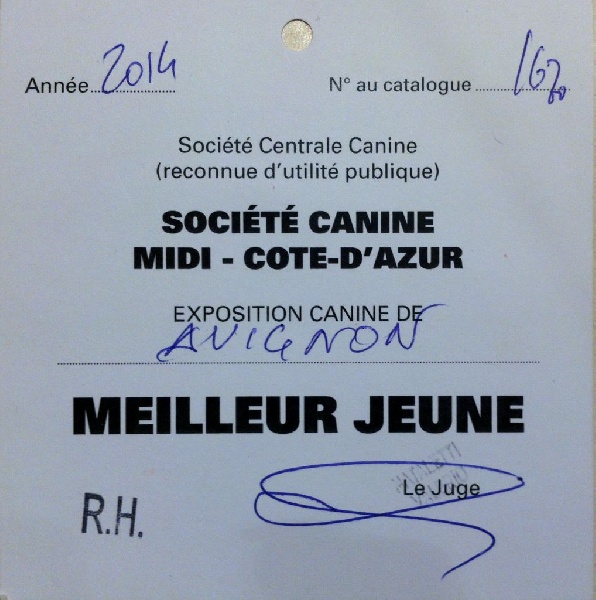 Année 2014 N° au catalogue
Société Centrale Canine
(reconnue d'utilité publique)
SOCIÉTÉ CANINE
MIDI - COTE-D'AZUR
EXPOSITION CANINE DE
AVIGNON
MEILLEUR JEUNE
Le Juge
R.H.